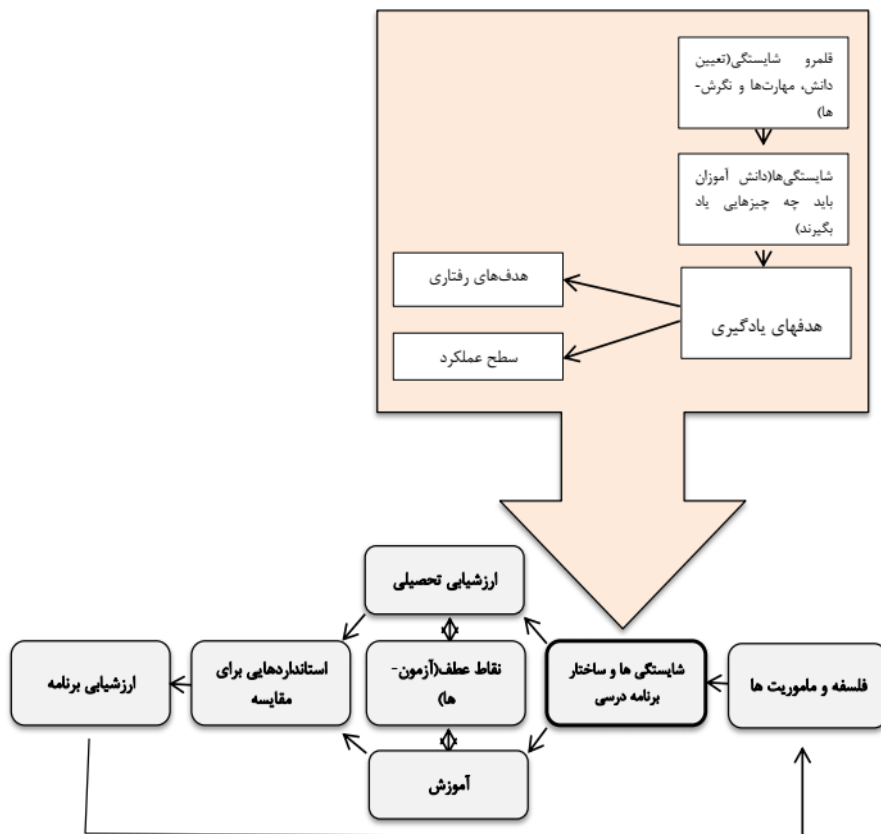 قلمرو شایستگی(تعیین
دانش، مهارت‌ها و نگرش-
ها)
شایستگی‌ها(دانش آموزان
باید چه چیزهایی یاد
بگیرند)
هدفهای یادگیری
هدف‌های رفتاری
سطح عملکرد
فلسفه و ماموریت ها
شایستگی ها و ساختار
برنامه درسی
ارزشیابی تحصیلی
نقاط عطف(آزمون-
ها)
آموزش
استانداردهایی برای
مقایسه
ارزشیابی برنامه